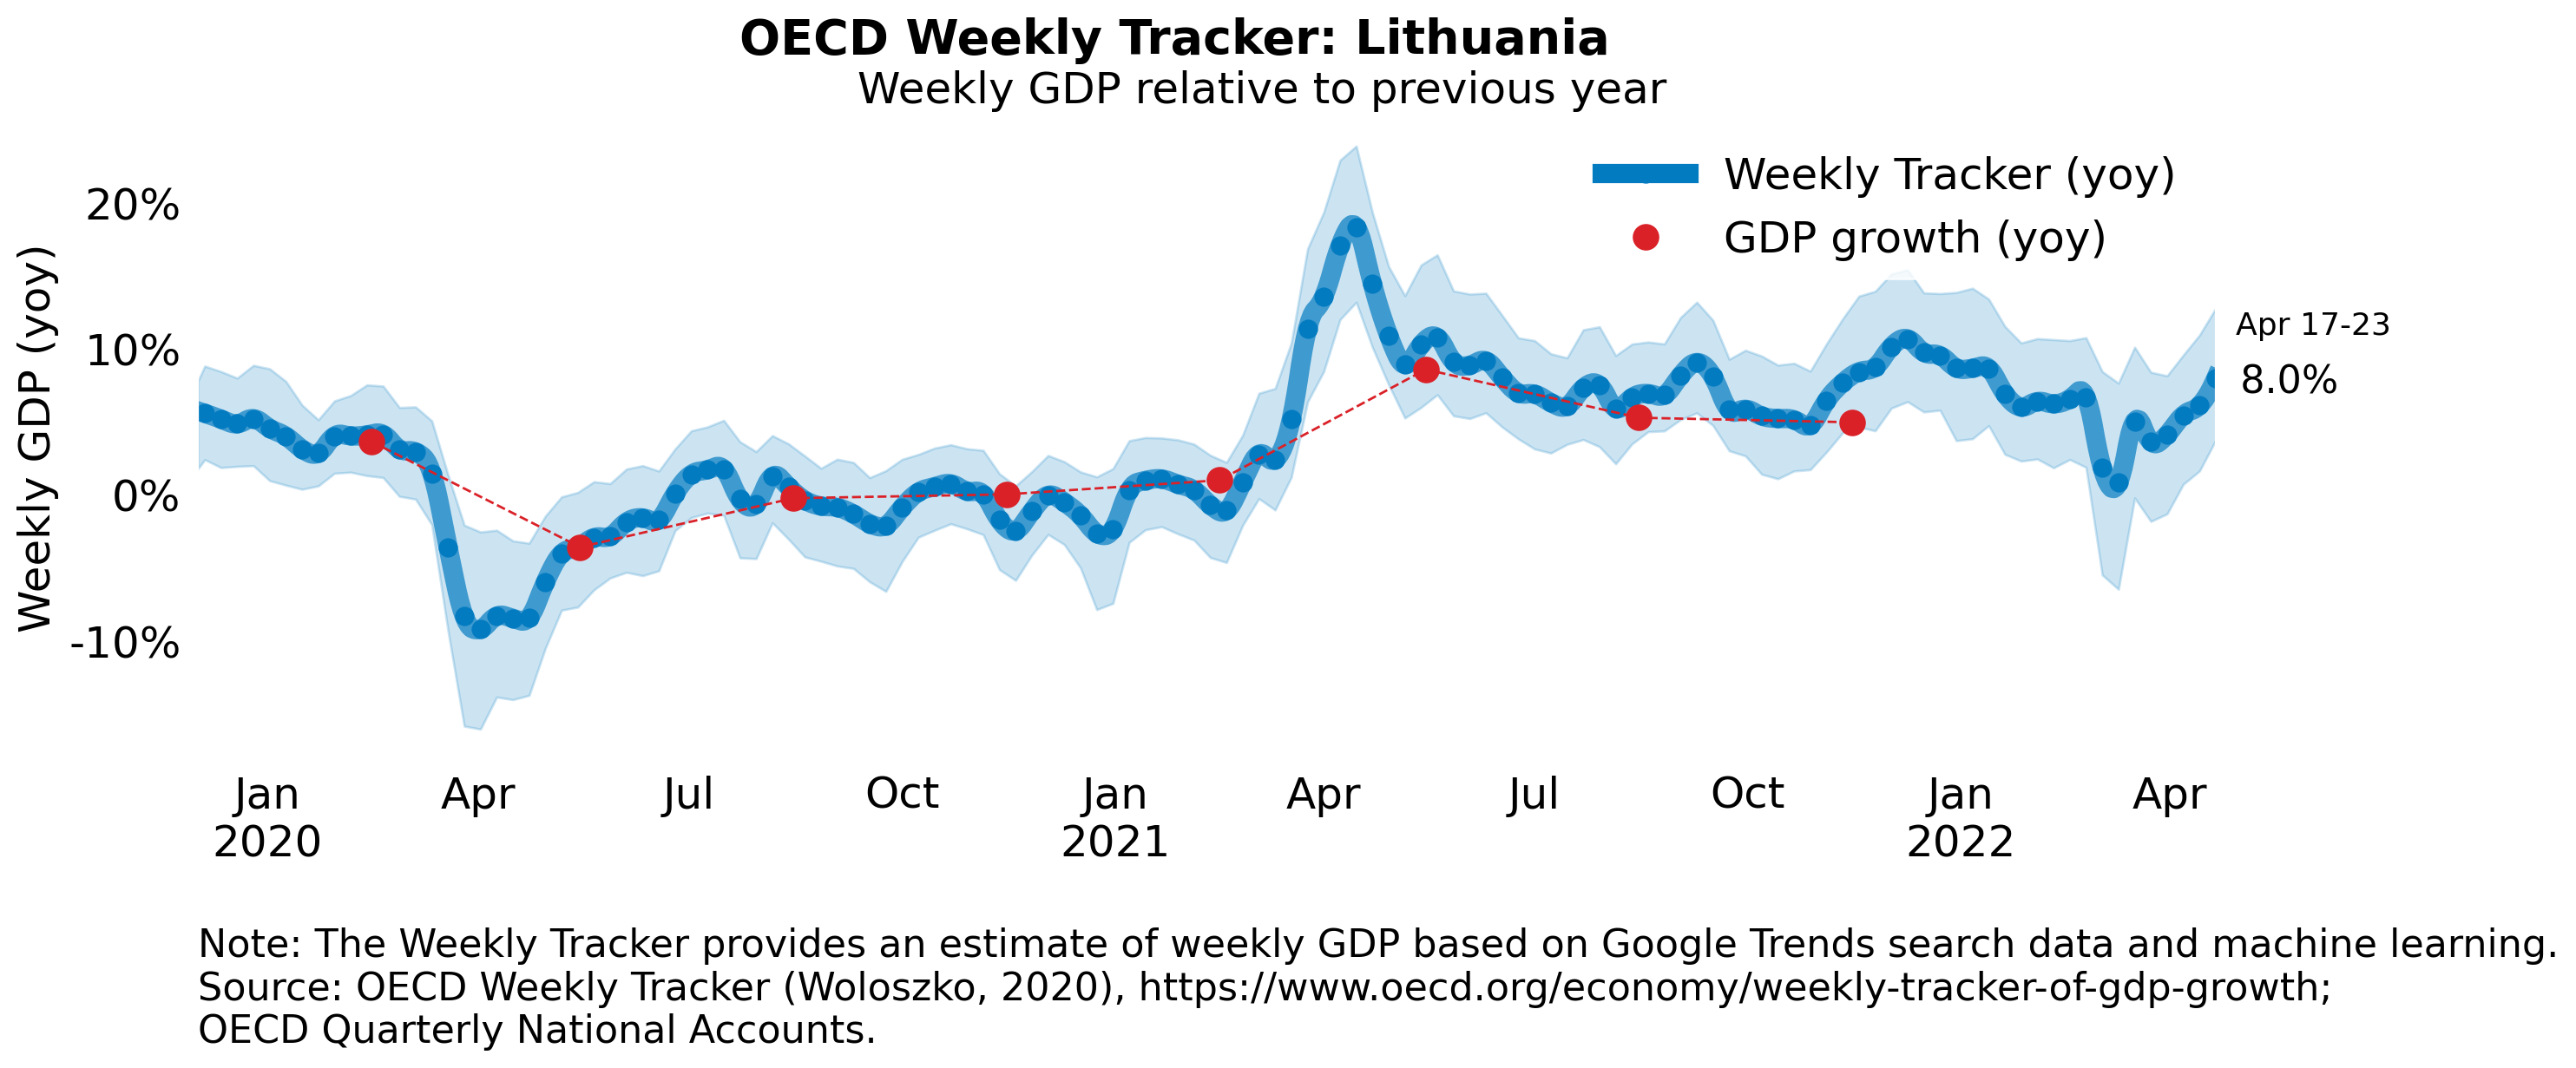 OECD Weekly Tracker: Lithuania
Weekly GDP relative to previous year
Weekly Tracker (yoy)
GDP growth (yoy)
Weekly GDP (yoy)
20%
10%
0%
-10%
Apr 17-23
8.0%
Jan Apr Jul Oct Jan Apr Jul Oct Jan Apr
2020 2021 2022
Note: The Weekly Tracker provides an estimate of weekly GDP based on Google Trends search data and machine learning.
Source: OECD Weekly Tracker (Woloszko, 2020), https://www.oecd.org/economy/weekly-tracker-of-gdp-growth;
OECD Quarterly National Accounts.